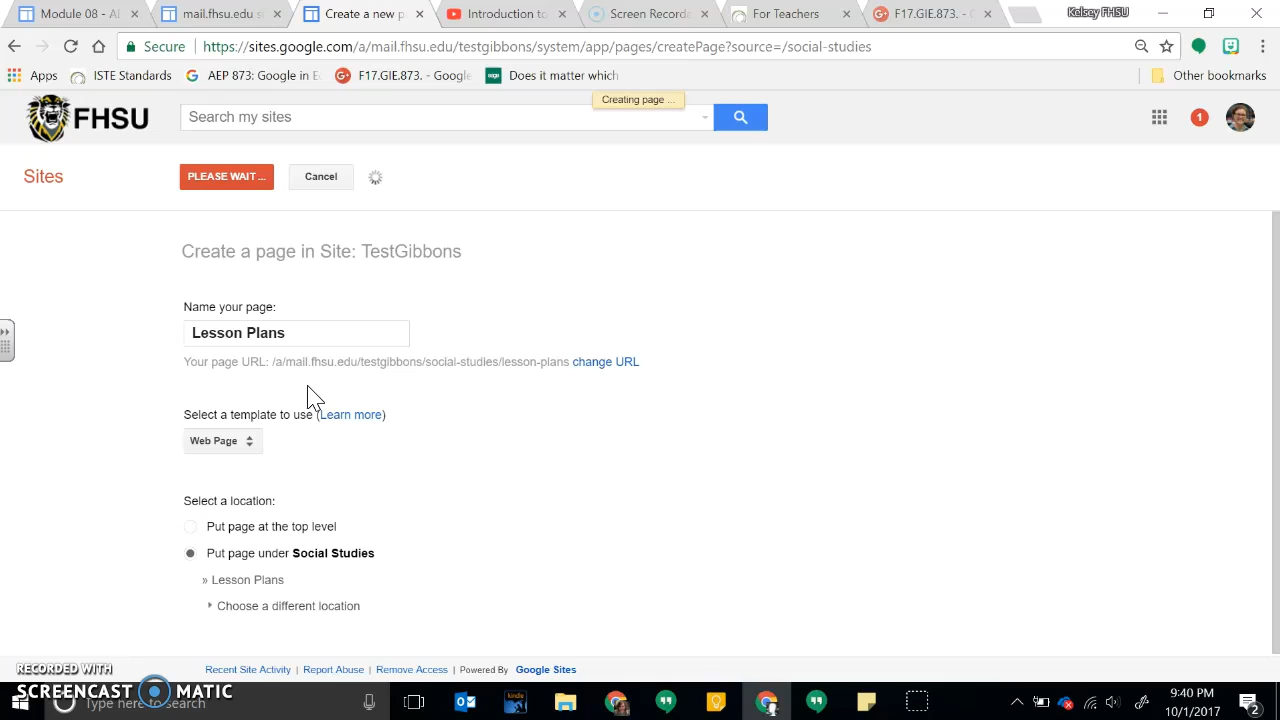 Module 08 - AI
mail.fhsu.edu s
Create a new p
Introduction to
Screen Recorde
For Teachers
F17.GIE.873. - G
Kelsey FHSU
Secure
https://sites.google.com/a/mail.fhsu.edu/testgibbons/system/app/pages/createPage?source=/social-studies
Apps
ISTE Standards
AEP 873: Google in E
F17.GIE.873. - Google
Does it matter which
Other bookmarks
Creating page ...
FHSU
Search my sites
1
Sites
PLEASE WAIT ...
Cancel
Create a page in Site: TestGibbons
Name your page:
Lesson Plans
Your page URL: /a/mail.fhsu.edu/testgibbons/social-studies/lesson-plans change URL
Select a template to use (Learn more)
Web Page
Select a location:
Put page at the top level
Put page under Social Studies
» Lesson Plans
Choose a different location
Recent Site Activity | Report Abuse | Remove Access | Powered By Google Sites
RECORDED WITH
SCREENCAST MATIC
Type here to search
kindle
9:40 PM
10/1/2017
2